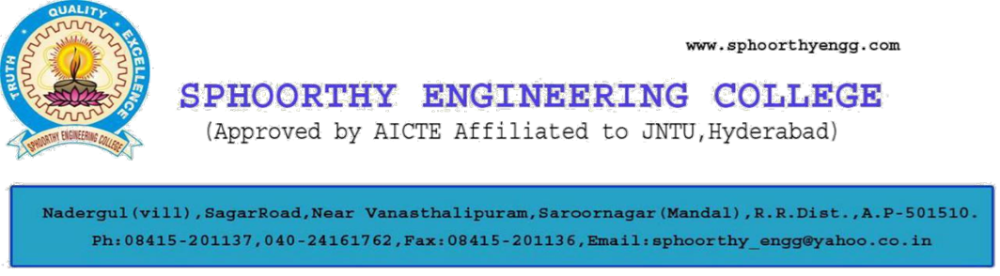 TRUTH QUALITY EXCELLENCE
SPHOORTHY ENGINEERING COLLEGE
www.sphoorthyengg.com
SPHOORTHY ENGINEERING COLLEGE
(Approved by AICTE Affiliated to JNTU,Hyderabad)
Nadergul(vill),SagarRoad,Near Vanasthalipuram,Saroornagar(Mandal),R.R.Dist.,A.P-501510.
Ph:08415-201137,040-24161762,Fax:08415-201136,Email:sphoorthy_engg@yahoo.co.in